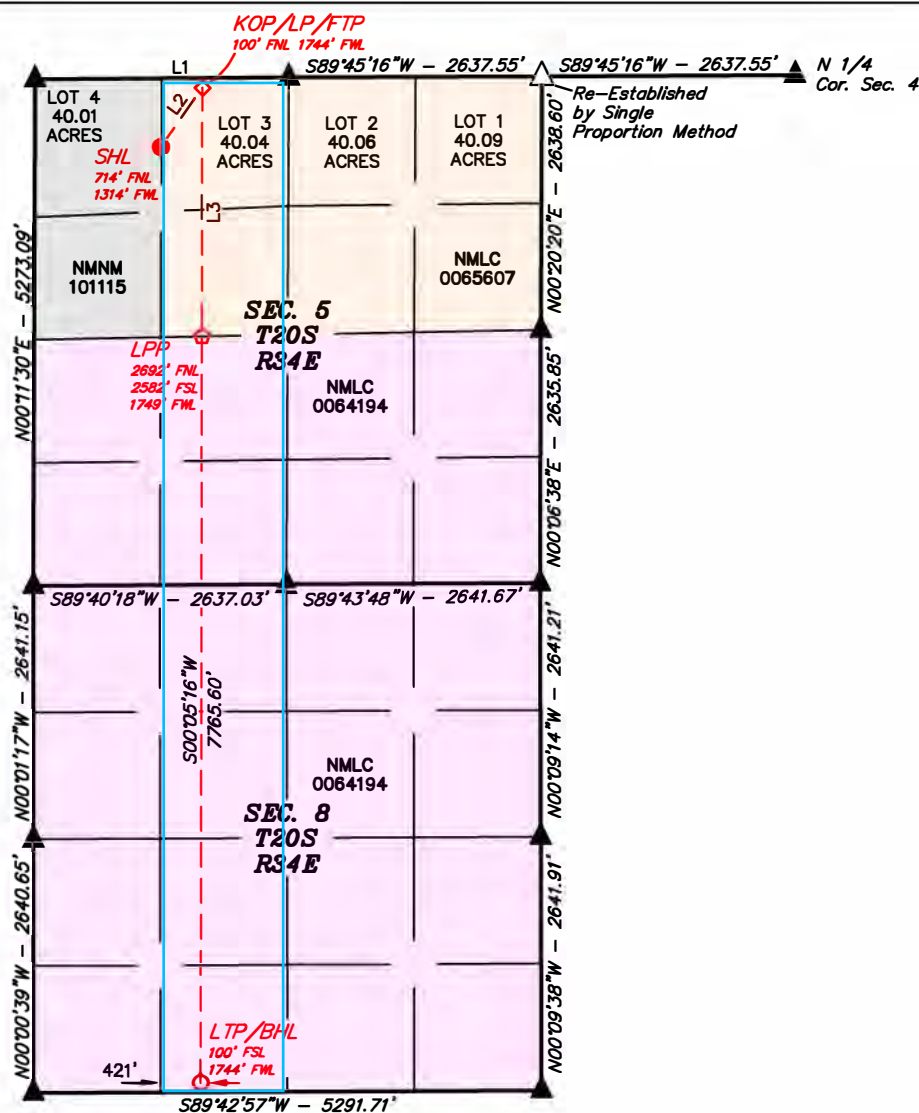 KOP/LP/FTP
100' FNL 1744' FWL
L1
S89°45'16"W - 2637.55'
S89°45'16"W - 2637.55'
N 1/4
Cor. Sec. 4
Re-Established
by Single
Proportion Method
LOT 4
40.01
ACRES
L2
LOT 3
40.04
ACRES
LOT 2
40.06
ACRES
LOT 1
40.09
ACRES
SHL
714' FNL
1314' FWL
L3
N00°20'20"E - 2638.60'
N00°11'30"E - 5273.09'
NMNM
101115
NMLC
0065607
SEC. 5
T20S
R34E
LPP
2692' FNL
2582' FSL
1749' FWL
NMLC
0064194
N00°06'38"E - 2635.85'
S89°40'18"W - 2637.03'
S89°43'48"W - 2641.67'
N00°01'17"W - 2641.15'
S00°05'16"W
7765.60'
N00°09'14"W - 2641.21'
NMLC
0064194
SEC. 8
T20S
R34E
N00°00'39"W - 2640.65'
N00°09'38"W - 2641.91'
LTP/BHL
100' FSL
1744' FWL
421'
S89°42'57"W - 5291.71'